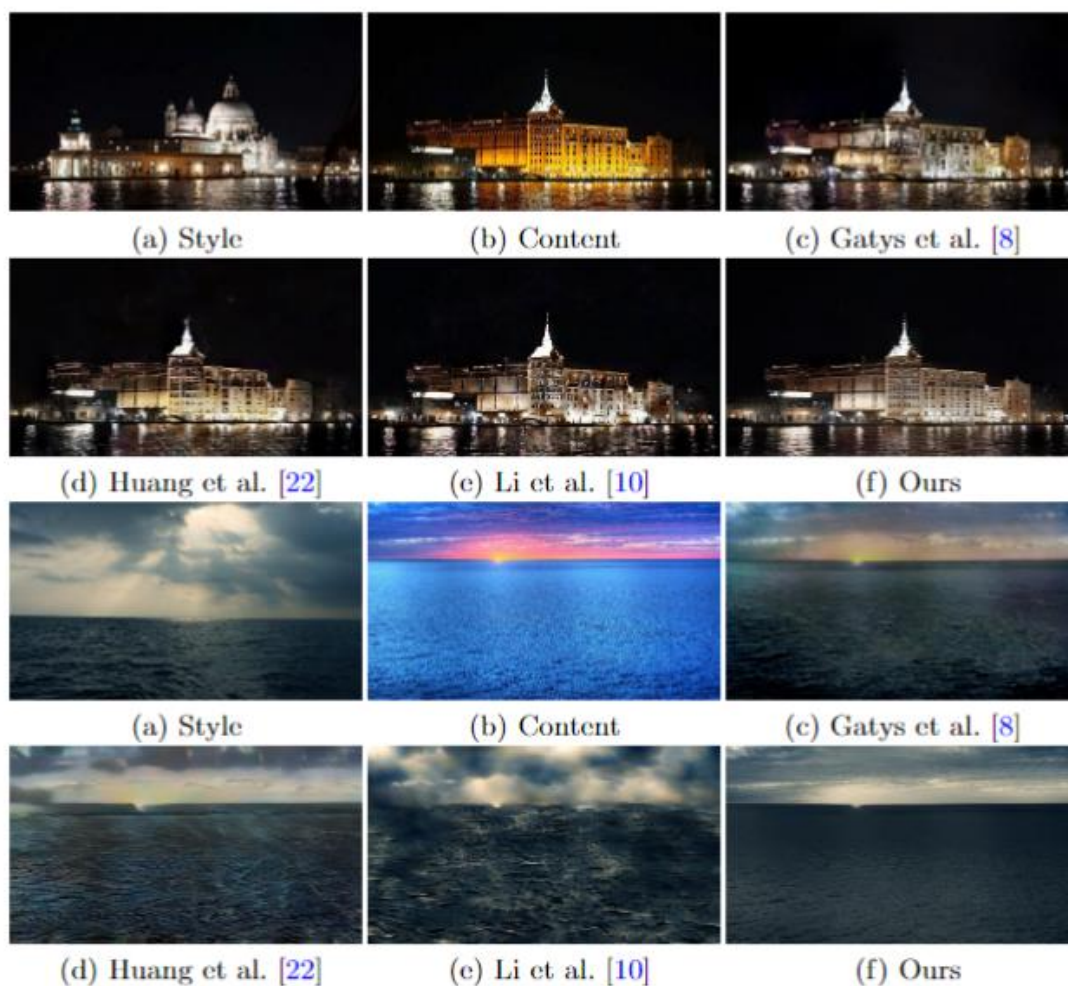 (a) Style (b) Content (c) Gatys et al. [8]
(d) Huang et al. [22] (e) Li et al. [10] (f) Ours
(a) Style (b) Content (c) Gatys et al. [8]
(d) Huang et al. [22] (e) Li et al. [10] (f) Ours